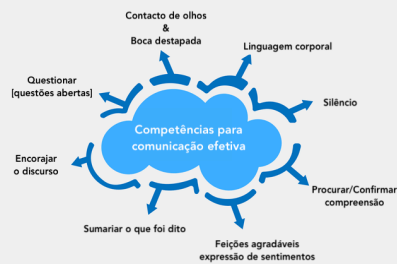 Contacto de olhos
&
Boca destapada
Linguagem corporal
Questionar
[questões abertas]
Silêncio
Competências para
comunicação efetiva
Encorajar
o discurso
Procurar/Confirmar
compreensão
Sumariar o que foi dito
Feições agradáveis
expressão de sentimentos